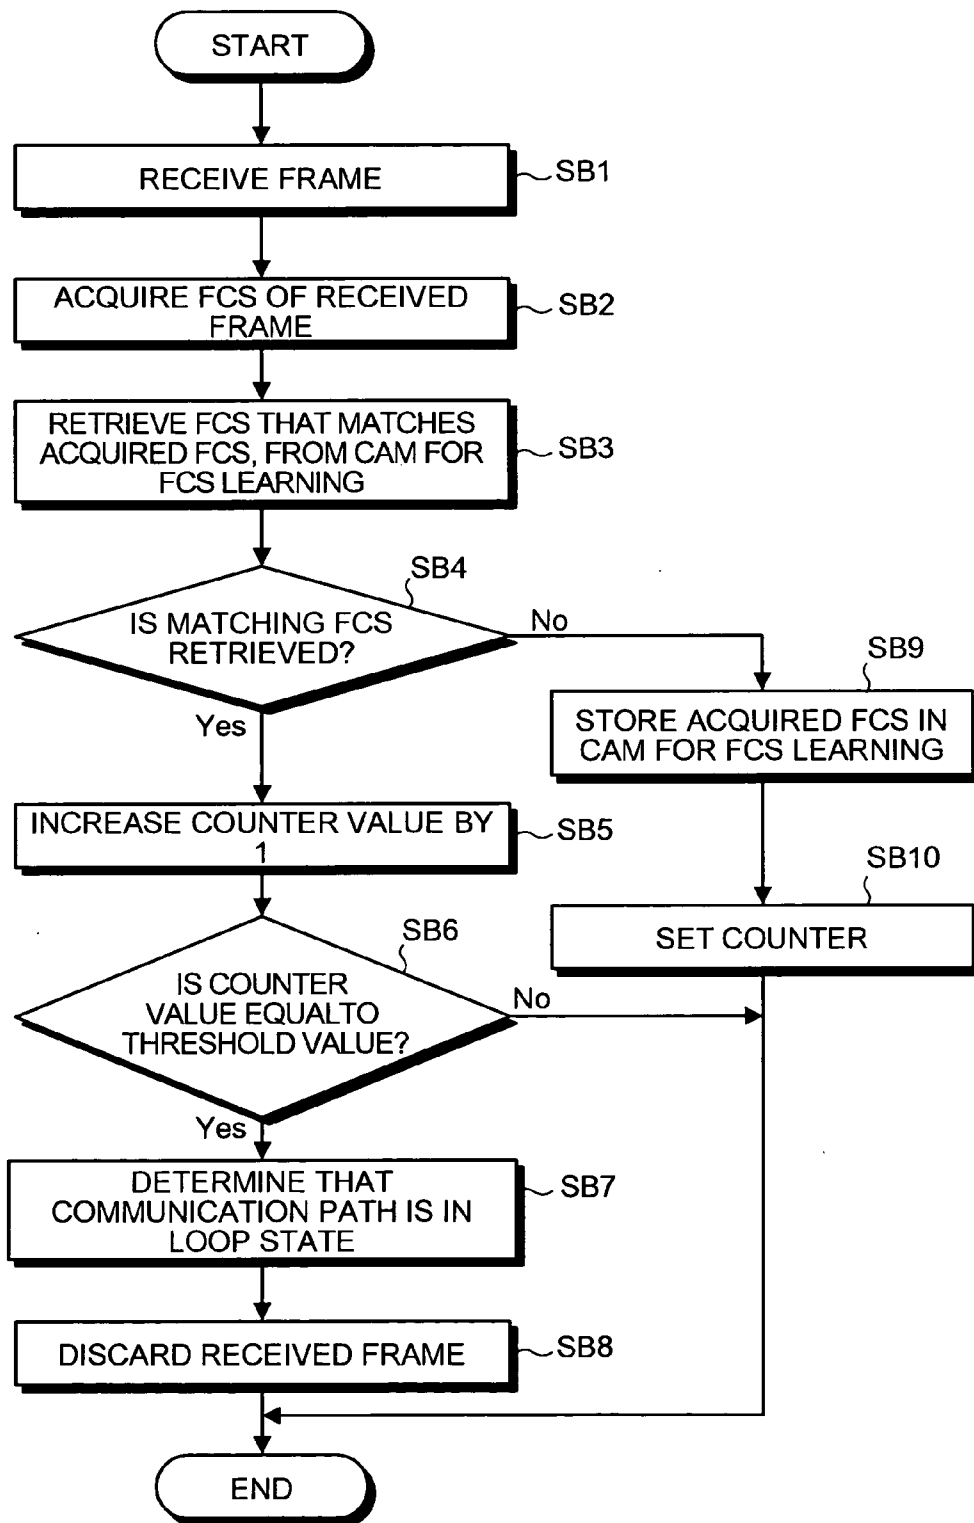 START
RECEIVE FRAME
SB1
ACQUIRE FCS OF RECEIVED
FRAME
SB2
RETRIEVE FCS THAT MATCHES
ACQUIRED FCS, FROM CAM FOR
FCS LEARNING
SB3
SB4
IS MATCHING FCS
RETRIEVED?
No
Yes
SB9
STORE ACQUIRED FCS IN
CAM FOR FCS LEARNING
INCREASE COUNTER VALUE BY
1
SB5
SB10
SET COUNTER
SB6
IS COUNTER
VALUE EQUALTO
THRESHOLD VALUE?
No
Yes
DETERMINE THAT
COMMUNICATION PATH IS IN
LOOP STATE
SB7
DISCARD RECEIVED FRAME
SB8
END